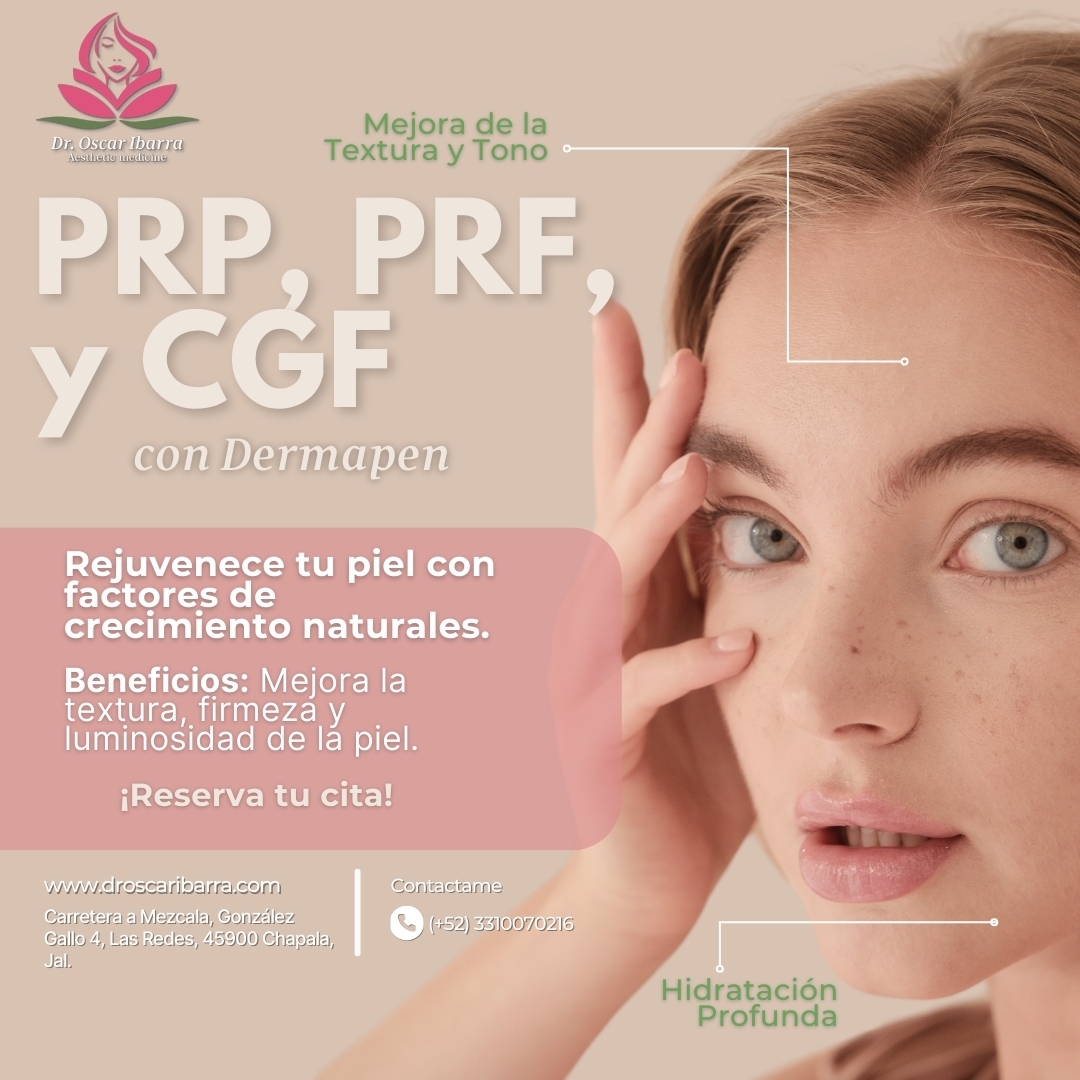 Dr. Oscar Ibarra
Aesthetic medicine
Mejora de la
Textura y Tono
PRP, PRF,
y CGF
con Dermapen
Rejuvenece tu piel con
factores de
crecimiento naturales.
Beneficios: Mejora la
textura, firmeza y
luminosidad de la piel.
¡Reserva tu cita!
www.droscaribarra.com
Carretera a Mezcala, González
Gallo 4, Las Redes, 45900 Chapala,
Jal.
Contactame
(+52) 3310070216
Hidratación
Profunda